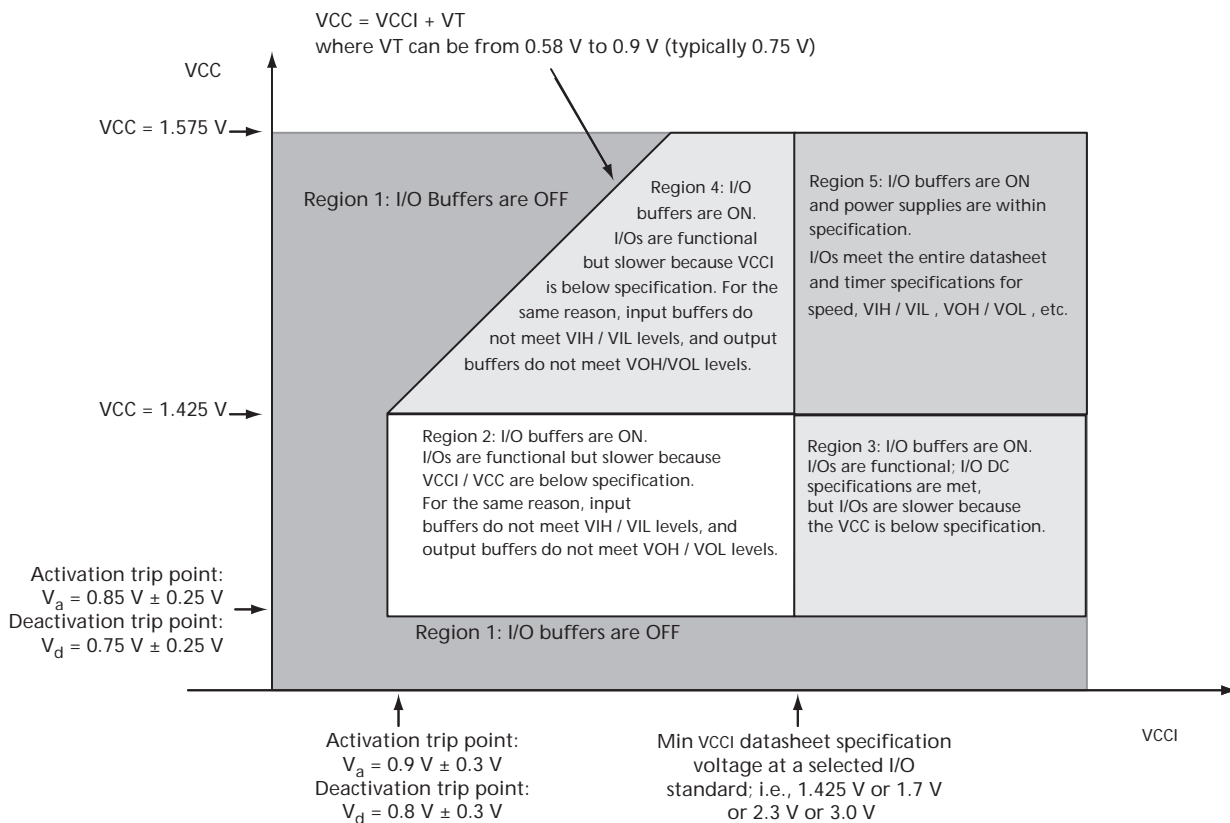 VCC = VCCI + VT
where VT can be from 0.58 V to 0.9 V (typically 0.75 V)
VCC
VCC = 1.575 V
Region 1: I/O Buffers are OFF
Region 4: I/O
buffers are ON.
I/Os are functional
but slower because VCCI
is below specification. For the
same reason, input buffers do
not meet VIH / VIL levels, and output
buffers do not meet VOH/VOL levels.
Region 5: I/O buffers are ON
and power supplies are within
specification.
I/Os meet the entire datasheet
and timer specifications for
speed, VIH / VIL , VOH / VOL , etc.
VCC = 1.425 V
Region 2: I/O buffers are ON.
I/Os are functional but slower because
VCCI / VCC are below specification.
For the same reason, input
buffers do not meet VIH / VIL levels, and
output buffers do not meet VOH / VOL levels.
Region 3: I/O buffers are ON.
I/Os are functional; I/O DC
specifications are met,
but I/Os are slower because
the VCC is below specification.
Activation trip point:
Va = 0.85 V ± 0.25 V
Deactivation trip point:
Vd = 0.75 V ± 0.25 V
Region 1: I/O buffers are OFF
Activation trip point:
Va = 0.9 V ± 0.3 V
Deactivation trip point:
Vd = 0.8 V ± 0.3 V
Min VCCI datasheet specification
voltage at a selected I/O
standard; i.e., 1.425 V or 1.7 V
or 2.3 V or 3.0 V
VCCI